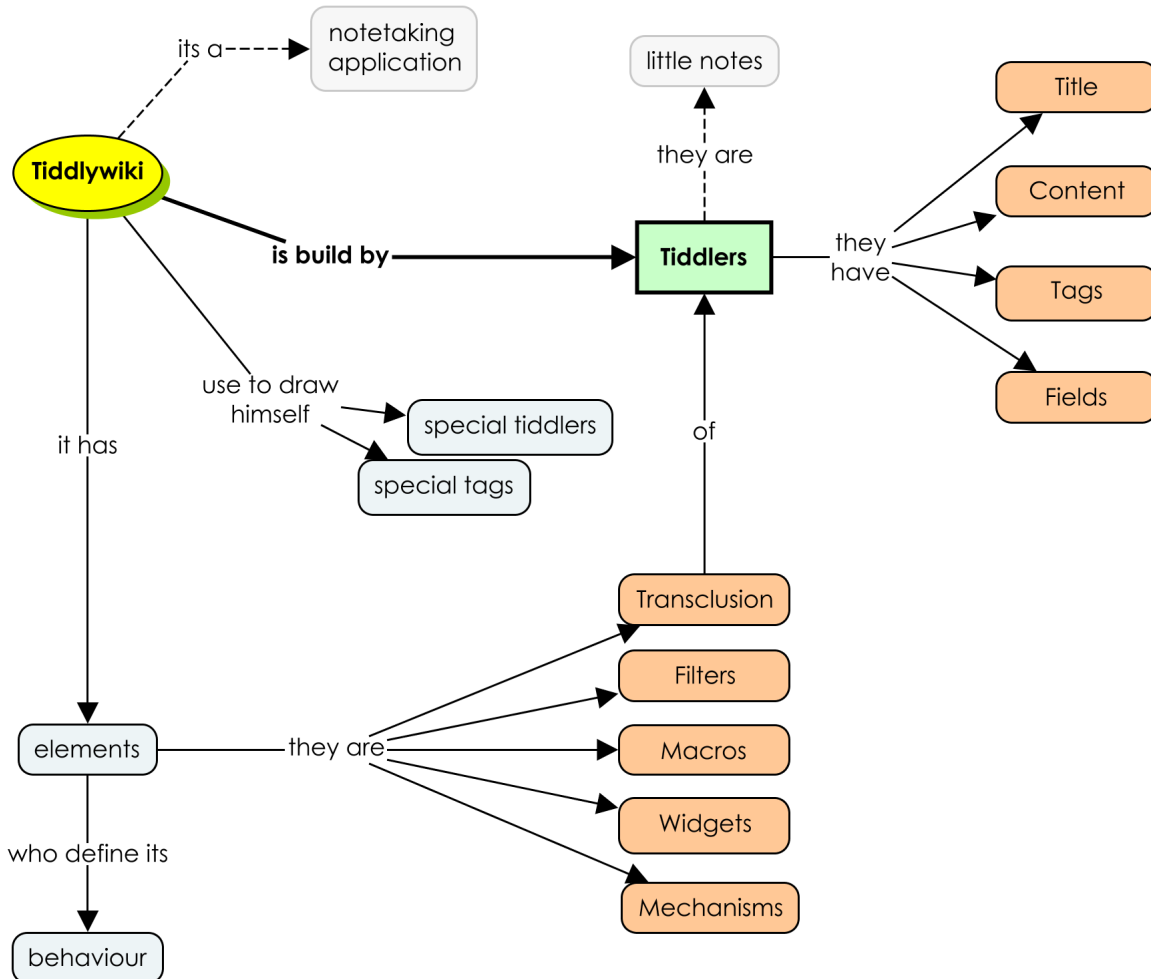 notetaking
application
its a
little notes
Title
Tiddlywiki
they are
Content
is build by
Tiddlers
they
have
Tags
Fields
use to draw
himself
special tiddlers
special tags
it has
of
Transclusion
Filters
elements
they are
Macros
Widgets
who define its
Mechanisms
behaviour